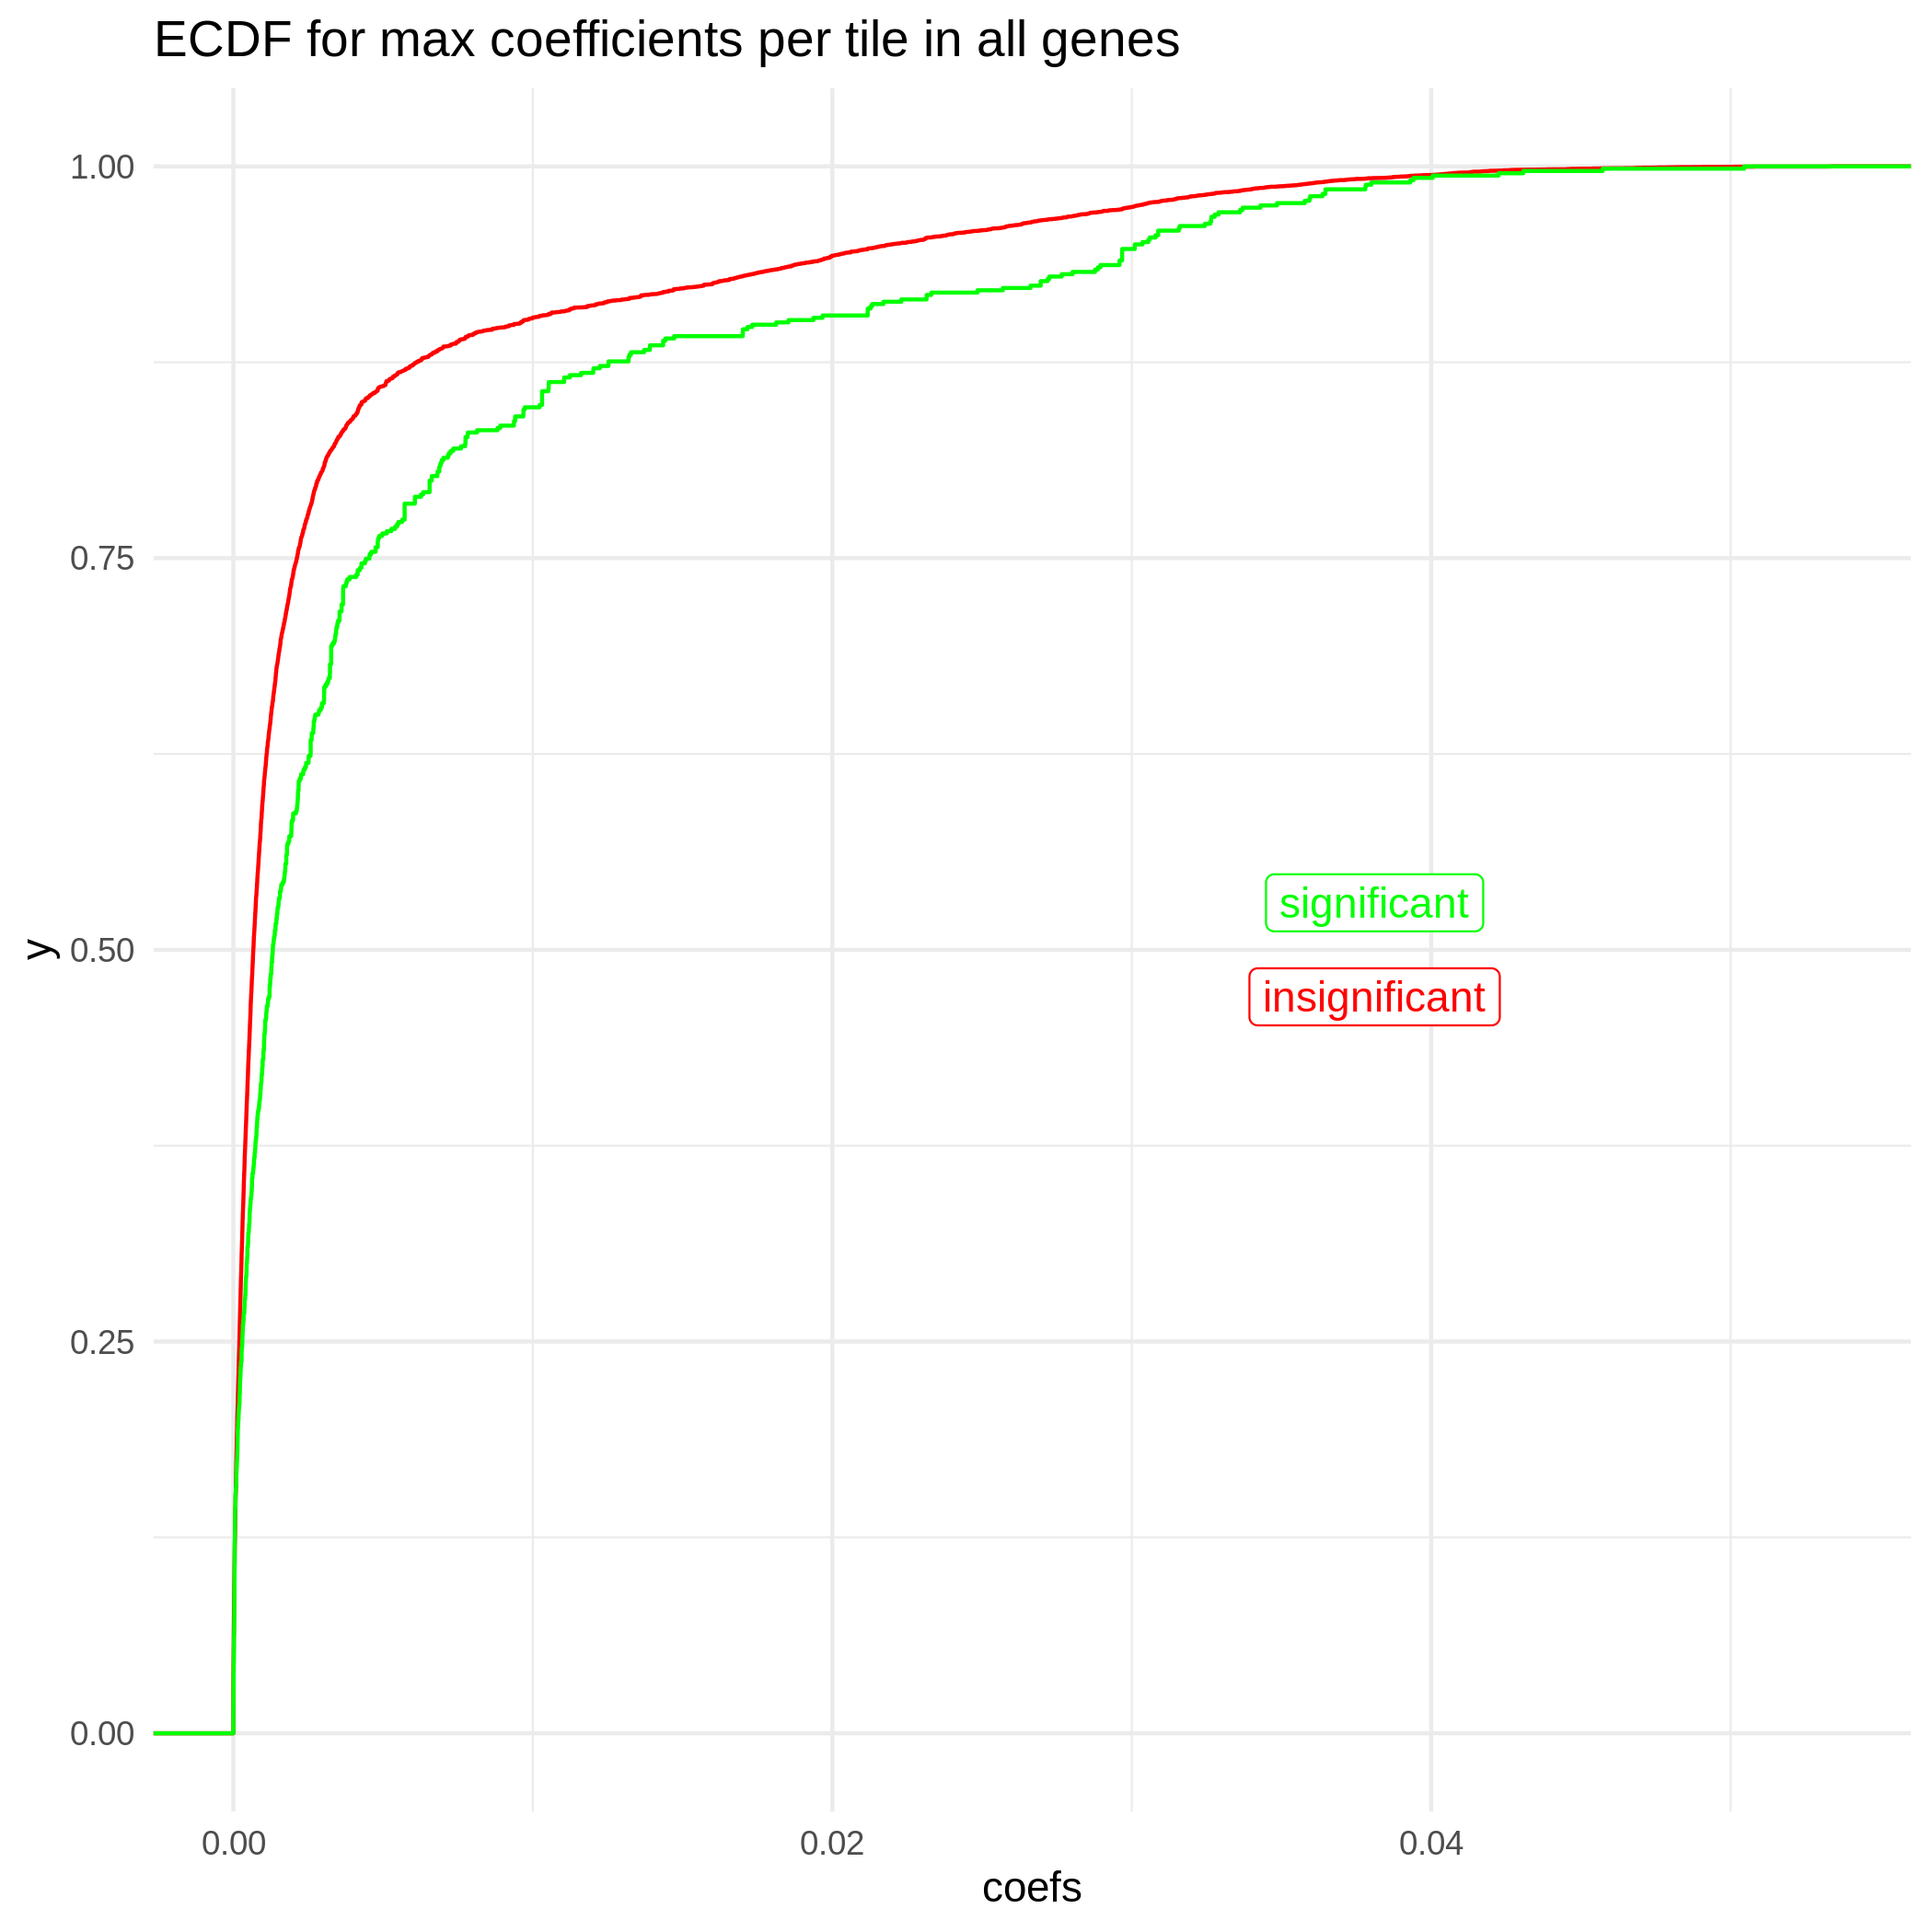 ECDF for max coefficients per tile in all genes
1.00
0.75
0.50
0.25
0.00
y
significant
insignificant
0.00 0.02 0.04
coefs